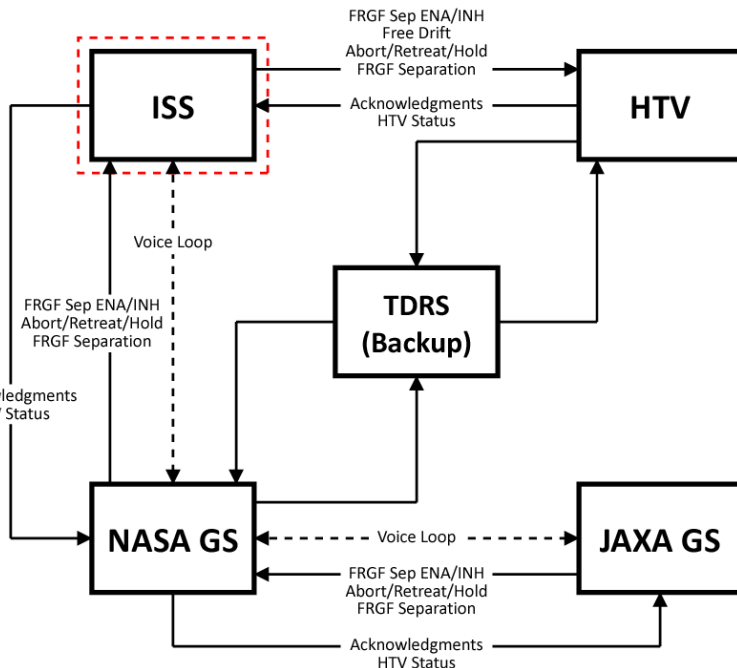 FRGF Sep ENA/INH
Free Drift
Abort/Retreat/Hold
FRGF Separation
ISS
HTV
Acknowledgments
HTV Status
Voice Loop
TDRS
(Backup)
FRGF Sep ENA/INH
Abort/Retreat/Hold
FRGF Separation
Status
NASA GS
Voice Loop
JAXA GS
FRGF Sep ENA/INH
Abort/Retreat/Hold
FRGF Separation
Acknowledgments
HTV Status